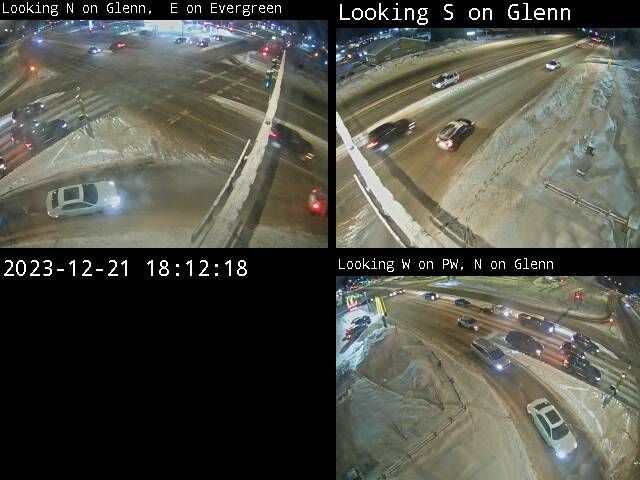 Looking N on Glenn,  E on Evergreen
Looking S on Glenn
2023-12-21 18:12:18
Looking W on PW, N on Glenn